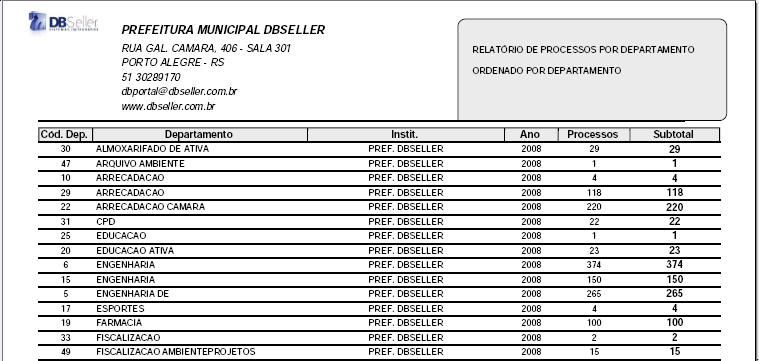 DBSeller
PREFEITURA MUNICIPAL DBSELLER
RUA GAL. CAMARA, 406 - SALA 301
PORTO ALEGRE - RS
51 30289170
dbportal@dbseller.com.br
www.dbseller.com.br
RELATÓRIO DE PROCESSOS POR DEPARTAMENTO
ORDENADO POR DEPARTAMENTO
Cód. Dep. Departamento Instit. Ano Processos Subtotal
30 ALMOXARIFADO DE ATIVA PREF. DBSELLER 2008 29 29
47 ARQUIVO AMBIENTE PREF. DBSELLER 2008 1 1
10 ARRECADACAO PREF. DBSELLER 2008 4 4
29 ARRECADACAO PREF. DBSELLER 2008 118 118
22 ARRECADACAO CAMARA PREF. DBSELLER 2008 220 220
31 CPD PREF. DBSELLER 2008 22 22
25 EDUCACAO PREF. DBSELLER 2008 1 1
20 EDUCACAO ATIVA PREF. DBSELLER 2008 23 23
6 ENGENHARIA PREF. DBSELLER 2008 374 374
15 ENGENHARIA PREF. DBSELLER 2008 150 150
5 ENGENHARIA DE PREF. DBSELLER 2008 265 265
17 ESPORTES PREF. DBSELLER 2008 4 4
19 FARMACIA PREF. DBSELLER 2008 100 100
33 FISCALIZACAO PREF. DBSELLER 2008 2 2
49 FISCALIZACAO AMBIENTEPROJETOS PREF. DBSELLER 2008 15 15